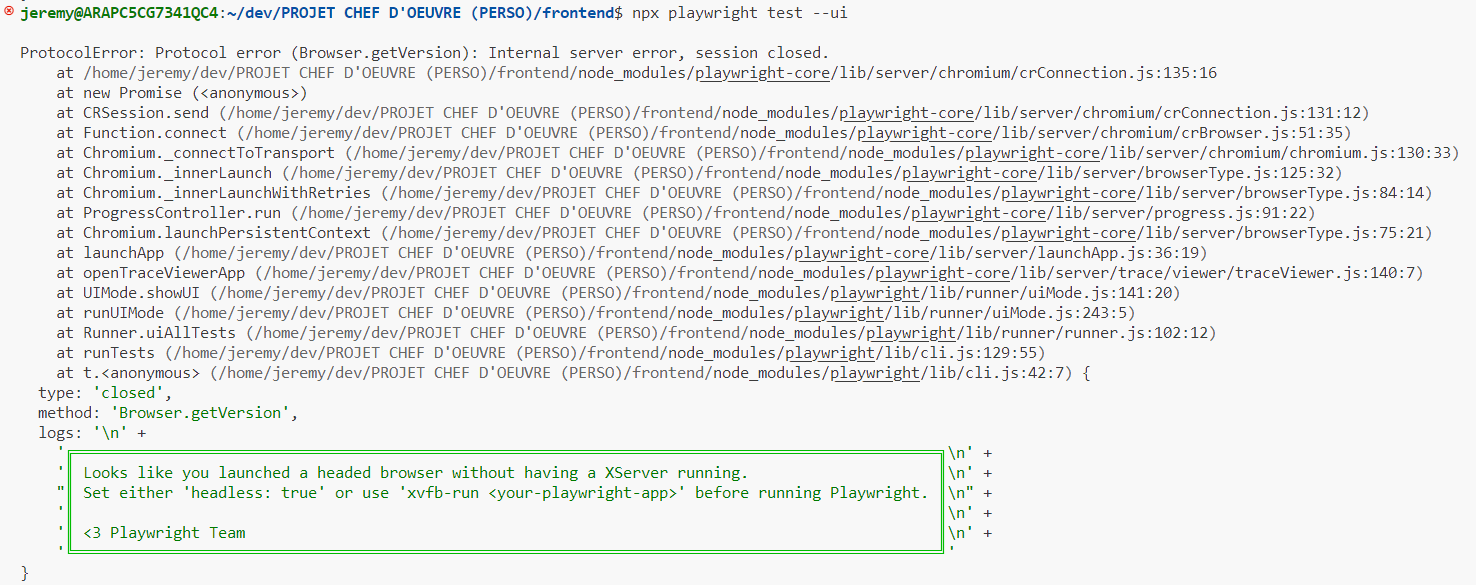 jeremy@ARAPC5CG7341QC4:~/dev/PROJET CHEF D'OEUVRE (PERSO)/frontend$ npx playwright test --ui
ProtocolError: Protocol error (Browser.getVersion): Internal server error, session closed.
at /home/jeremy/dev/PROJET CHEF D'OEUVRE (PERSO)/frontend/node_modules/playwright-core/lib/server/chromium/crConnection.js:135:16
at new Promise (<anonymous>)
at CRSession.send (/home/jeremy/dev/PROJET CHEF D'OEUVRE (PERSO)/frontend/node_modules/playwright-core/lib/server/chromium/crConnection.js:131:12)
at Function.connect (/home/jeremy/dev/PROJET CHEF D'OEUVRE (PERSO)/frontend/node_modules/playwright-core/lib/server/chromium/crBrowser.js:51:35)
at Chromium._connectToTransport (/home/jeremy/dev/PROJET CHEF D'OEUVRE (PERSO)/frontend/node_modules/playwright-core/lib/server/chromium/chromium.js:130:33)
at Chromium._innerLaunch (/home/jeremy/dev/PROJET CHEF D'OEUVRE (PERSO)/frontend/node_modules/playwright-core/lib/server/browserType.js:125:32)
at Chromium._innerLaunchWithRetries (/home/jeremy/dev/PROJET CHEF D'OEUVRE (PERSO)/frontend/node_modules/playwright-core/lib/server/browserType.js:84:14)
at ProgressController.run (/home/jeremy/dev/PROJET CHEF D'OEUVRE (PERSO)/frontend/node_modules/playwright-core/lib/server/progress.js:91:22)
at Chromium.launchPersistentContext (/home/jeremy/dev/PROJET CHEF D'OEUVRE (PERSO)/frontend/node_modules/playwright-core/lib/server/browserType.js:75:21)
at launchApp (/home/jeremy/dev/PROJET CHEF D'OEUVRE (PERSO)/frontend/node_modules/playwright-core/lib/server/launchApp.js:36:19)
at openTraceViewerApp (/home/jeremy/dev/PROJET CHEF D'OEUVRE (PERSO)/frontend/node_modules/playwright-core/lib/server/trace/viewer/traceViewer.js:140:7)
at UIMode.showUI (/home/jeremy/dev/PROJET CHEF D'OEUVRE (PERSO)/frontend/node_modules/playwright/lib/runner/uiMode.js:141:20)
at runUIMode (/home/jeremy/dev/PROJET CHEF D'OEUVRE (PERSO)/frontend/node_modules/playwright/lib/runner/uiMode.js:243:5)
at Runner.uiAllTests (/home/jeremy/dev/PROJET CHEF D'OEUVRE (PERSO)/frontend/node_modules/playwright/lib/runner/runner.js:102:12)
at runTests (/home/jeremy/dev/PROJET CHEF D'OEUVRE (PERSO)/frontend/node_modules/playwright/lib/cli.js:129:55)
at t.<anonymous> (/home/jeremy/dev/PROJET CHEF D'OEUVRE (PERSO)/frontend/node_modules/playwright/lib/cli.js:42:7) {
type: 'closed',
method: 'Browser.getVersion',
logs: '\n' +
' \n' +
' Looks like you launched a headed browser without having a XServer running. \n' +
" Set either 'headless: true' or use 'xvfb-run <your-playwright-app>' before running Playwright. \n" +
' \n' +
' <3 Playwright Team \n' +
' '
}